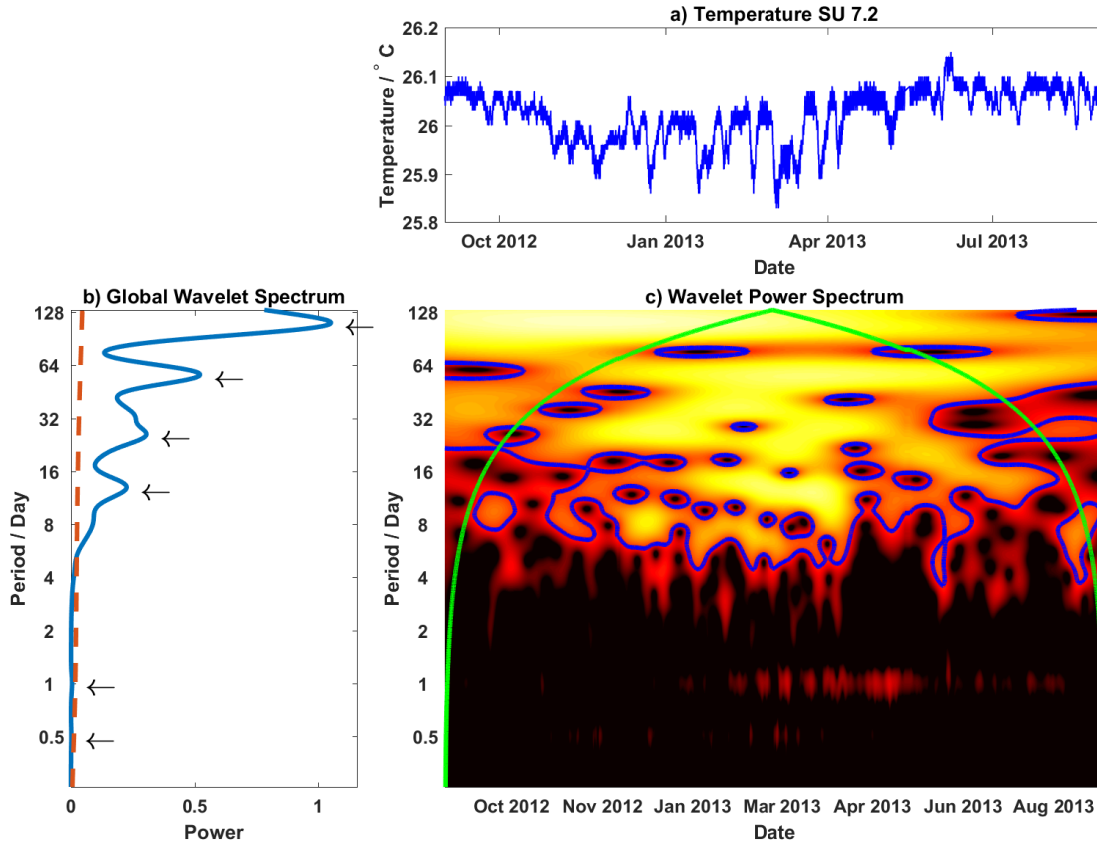 a) Temperature SU 7.2
Temperature / ° C
26.2
26.1
26
25.9
25.8
Oct 2012 Jan 2013 Apr 2013 Jul 2013
Date
b) Global Wavelet Spectrum
Period / Day
128
64
32
16
8
4
2
1
0.5
0 0.5 1
Power
c) Wavelet Power Spectrum
Period / Day
128
64
32
16
8
4
2
1
0.5
Oct 2012 Nov 2012 Jan 2013 Mar 2013 Apr 2013 Jun 2013 Aug 2013
Date